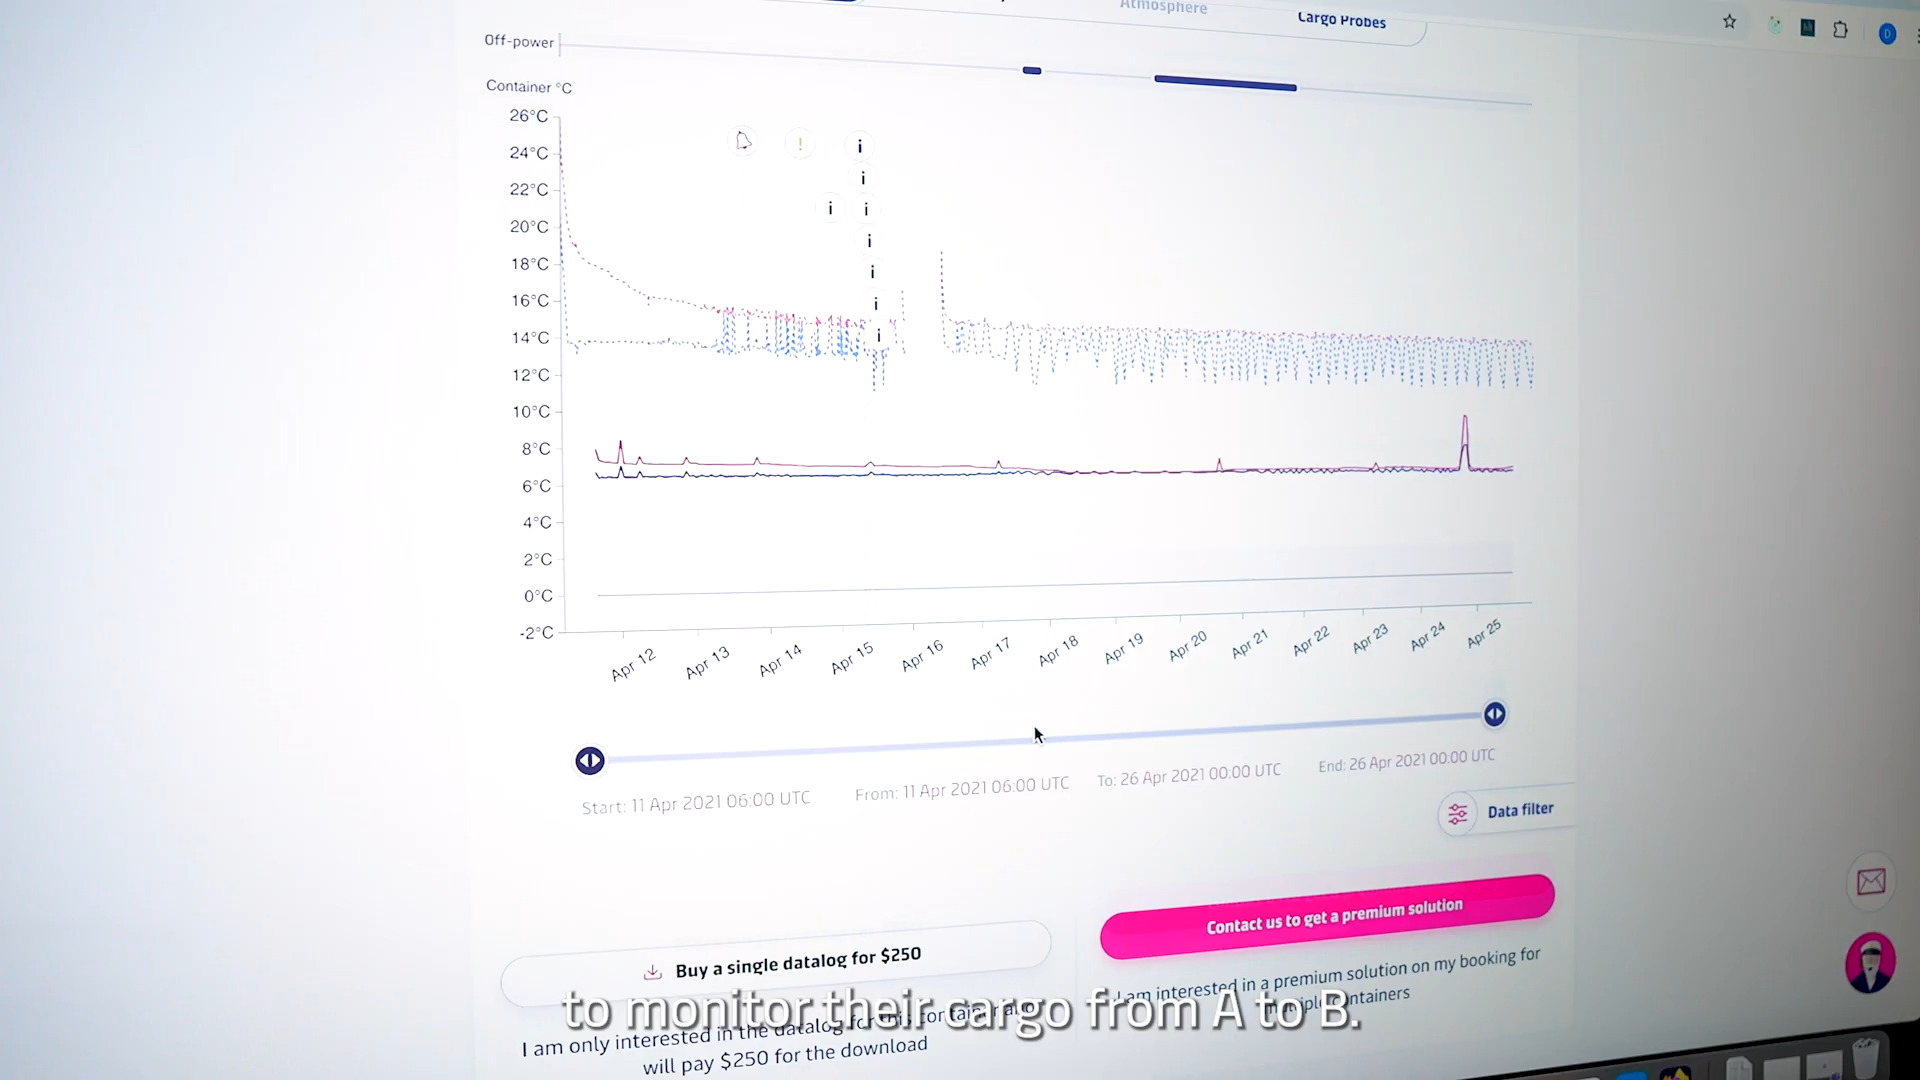 Atmosphere
Cargo Probes
Off-power
Container °C
26°C
24°C
22°C
20°C
18°C
16°C
14°C
12°C
10°C
8°C
6°C
4°C
2°C
0°C
-2°C
!
i
i
i
i
i
i
i
i
Apr 12
Apr 13
Apr 14
Apr 15
Apr 16
Apr 17
Apr 18
Apr 19
Apr 20
Apr 21
Apr 22
Apr 23
Apr 24
Apr 25
Start: 11 Apr 2021 06:00 UTC
From: 11 Apr 2021 06:00 UTC
To: 26 Apr 2021 00:00 UTC
End: 26 Apr 2021 00:00 UTC
Data filter
Buy a single datalog for $250
Contact us to get a premium solution
I am only interested in the datalog for this container and
will pay $250 for the download
I am interested in a premium solution on my booking for
multiple containers
to monitor their cargo from A to B.
D